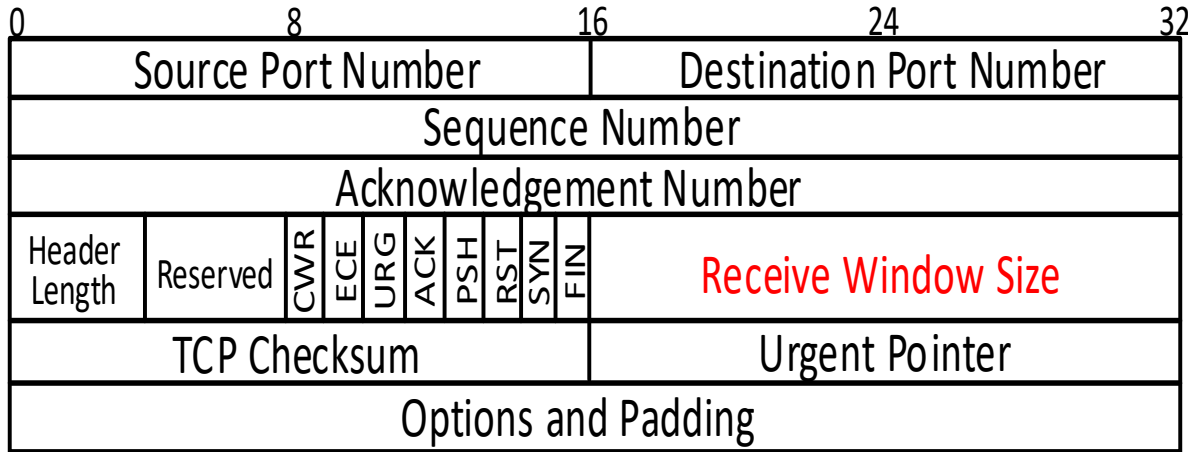 0 8 16 24 32
Source Port Number Destination Port Number
Sequence Number
Acknowledgement Number
Header Length Reserved CWR ECE URG ACK PSH RST SYN FIN Receive Window Size
TCP Checksum Urgent Pointer
Options and Padding